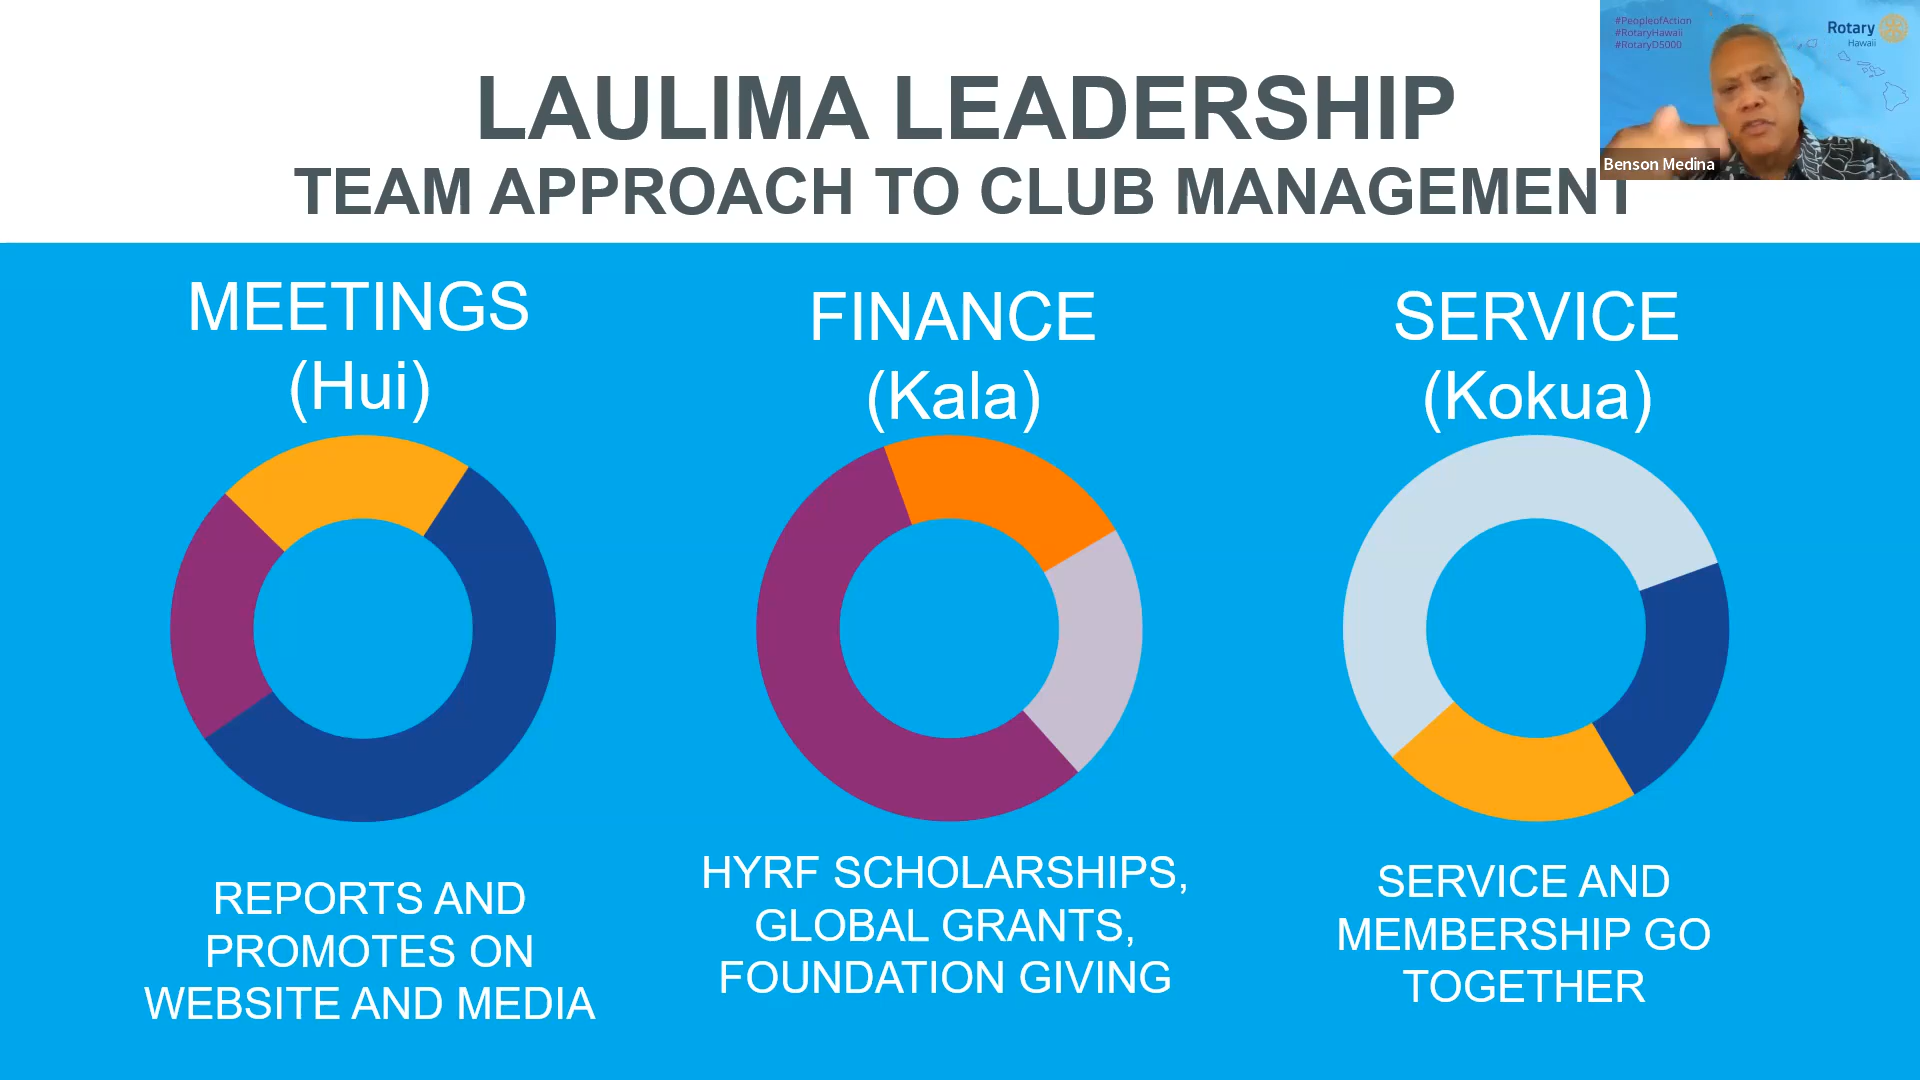 LAULIMA LEADERSHIP
TEAM APPROACH TO CLUB MANAGEMENT
#PeopleofAction
#RotaryHawaii
#RotaryD5000
Rotary
Hawaii
Benson Medina
MEETINGS
(Hui)
FINANCE
(Kala)
SERVICE
(Kokua)
REPORTS AND
PROMOTES ON
WEBSITE AND MEDIA
HYRF SCHOLARSHIPS,
GLOBAL GRANTS,
FOUNDATION GIVING
SERVICE AND
MEMBERSHIP GO
TOGETHER